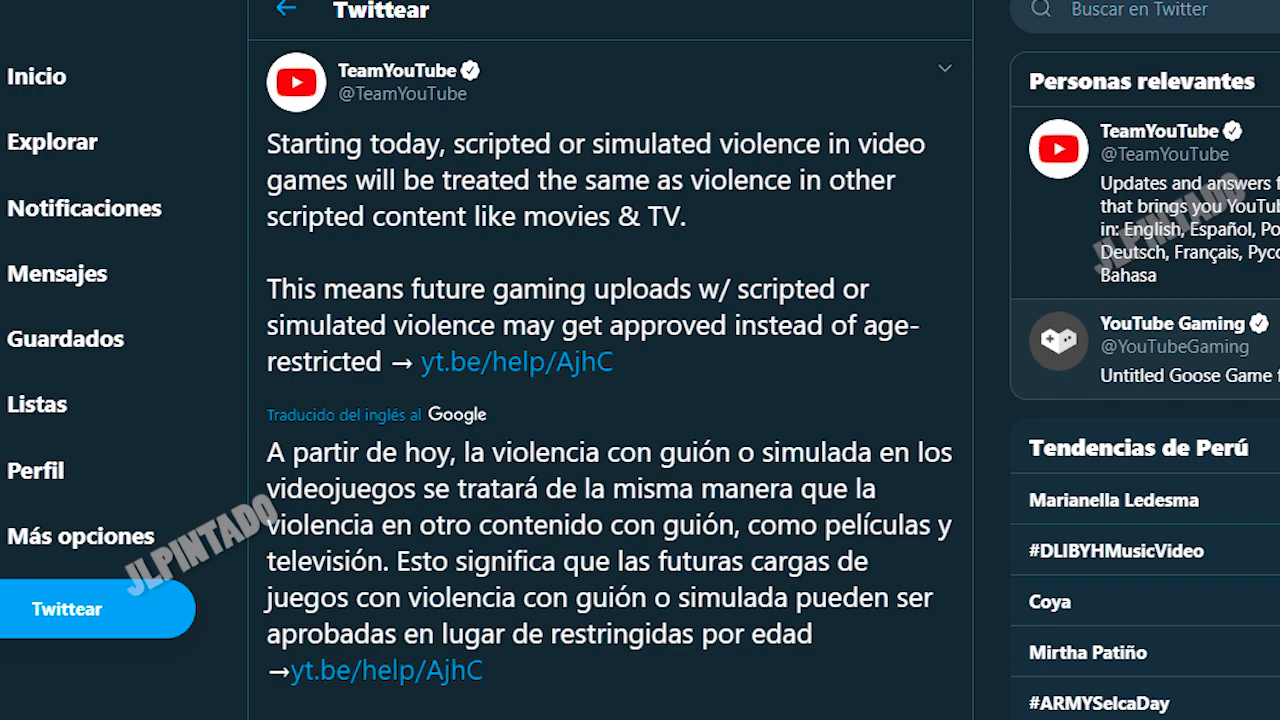 Twittear
Buscar en Twitter
Inicio
Explorar
Notificaciones
Mensajes
Guardados
Listas
Perfil
Más opciones
Twittear
TeamYouTube
@TeamYouTube
Starting today, scripted or simulated violence in video
games will be treated the same as violence in other
scripted content like movies & TV.
This means future gaming uploads w/ scripted or
simulated violence may get approved instead of age-
restricted → yt.be/help/AjhC
Traducido del inglés al Google
A partir de hoy, la violencia con guión o simulada en los
videojuegos se tratará de la misma manera que la
violencia en otro contenido con guión, como películas y
televisión. Esto significa que las futuras cargas de
juegos con violencia con guión o simulada pueden ser
aprobadas en lugar de restringidas por edad
→yt.be/help/AjhC
JLPINTADO
Personas relevantes
TeamYouTube
@TeamYouTube
Updates and answers
that brings you
in: English, Español,
Deutsch, Français,
Bahasa
JLPINTADO
YouTube Gaming
@YouTubeGaming
Untitled Goose Game
Tendencias de Perú
Marianella Ledesma
#DLIBYHMusicVideo
Coya
Mirtha Patiño
#ARMYSelcaDay